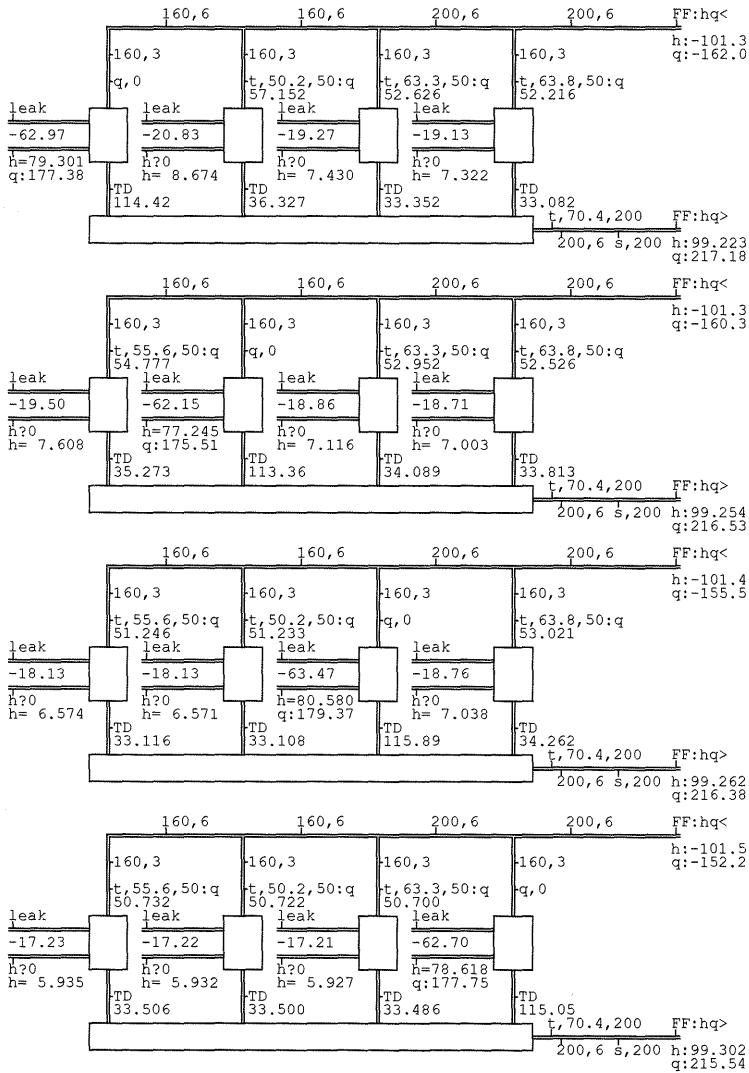 160,6 160,6 200,6 200,6 FF:hq<
h:-101.3
q:-162.0
160,3 160,3 160,3 160,3
q,0 t,50.2,50:q t,63.3,50:q t,63.8,50:q
57.152 52.626 52.216
leak leak leak leak
-62.97 -20.83 -19.27 -19.13
h=79.301 h?0 h?0 h?0
q:177.38 h= 8.674 h= 7.430 h= 7.322
TD TD TD TD
114.42 36.327 33.352 33.082
t,70.4,200 FF:hq>
200,6 s,200 h:99.223
q:217.18
160,6 160,6 200,6 200,6 FF:hq<
h:-101.3
q:-160.3
160,3 160,3 160,3 160,3
t,55.6,50:q q,0 t,63.3,50:q t,63.8,50:q
54.777 52.952 52.526
leak leak leak leak
-19.50 -62.15 -18.86 -18.71
h?0 h=77.245 h?0 h?0
h= 7.608 q:175.51 h= 7.116 h= 7.003
TD TD TD TD
35.273 113.36 34.089 33.813
t,70.4,200 FF:hq>
200,6 s,200 h:99.254
q:216.53
160,6 160,6 200,6 200,6 FF:hq<
h:-101.4
q:-155.5
160,3 160,3 160,3 160,3
t,55.6,50:q t,50.2,50:q q,0 t,63.8,50:q
51.246 51.233 53.021
leak leak leak leak
-18.13 -18.13 -63.47 -18.76
h?0 h?0 h=80.580 h?0
h= 6.574 h= 6.571 q:179.37 h= 7.038
TD TD TD TD
33.116 33.108 115.89 34.262
t,70.4,200 FF:hq>
200,6 s,200 h:99.262
q:216.38
160,6 160,6 200,6 200,6 FF:hq<
h:-101.5
q:-152.2
160,3 160,3 160,3 160,3
t,55.6,50:q t,50.2,50:q t,63.3,50:q q,0
50.732 50.722 50.700
leak leak leak leak
-17.23 -17.22 -17.21 -62.70
h?0 h?0 h?0 h=78.618
h= 5.935 h= 5.932 h= 5.927 q:177.75
TD TD TD TD
33.506 33.500 33.486 115.05
t,70.4,200 FF:hq>
200,6 s,200 h:99.302
q:215.54